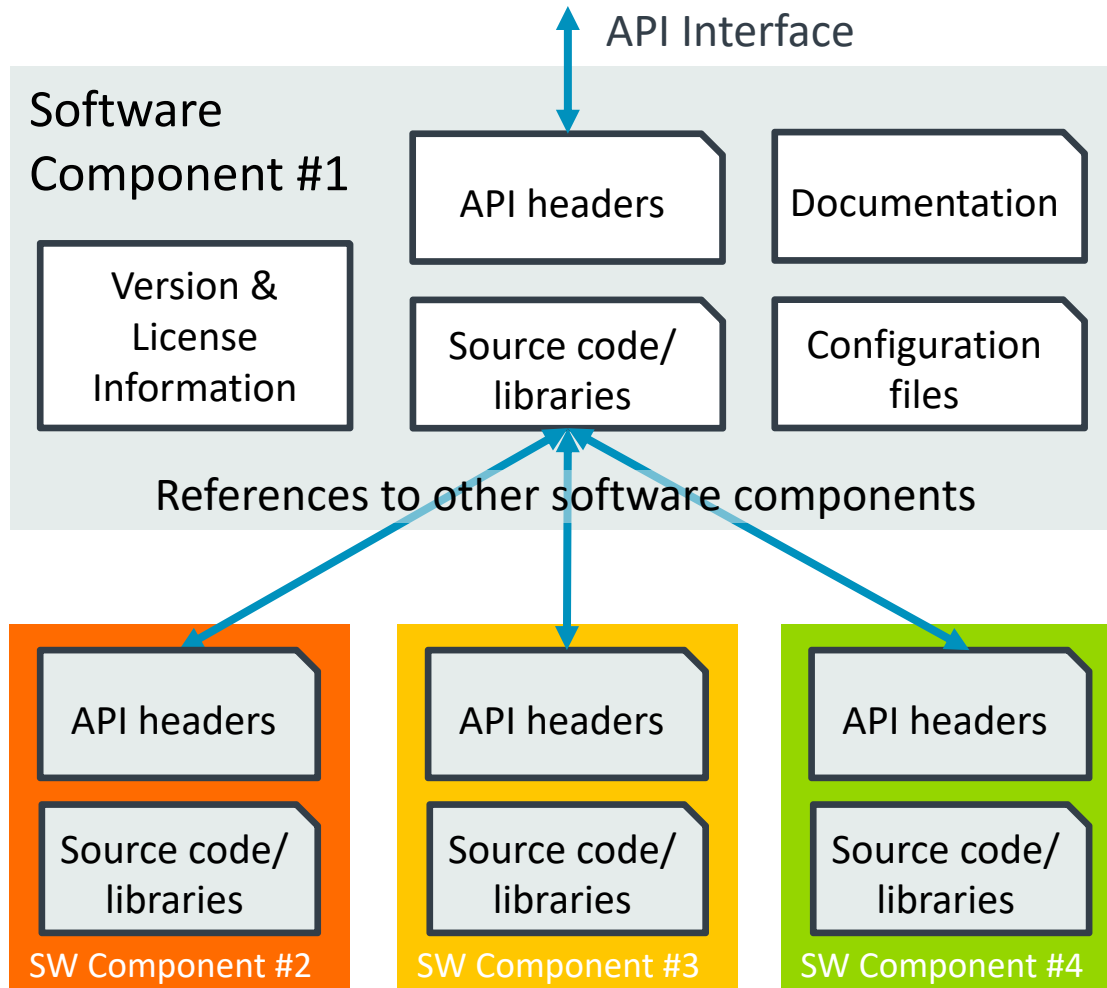 API Interface
Software
Component #1
API headers
Documentation
Version &
License
Information
Source code/
libraries
Configuration
files
References to other software components
API headers
Source code/
libraries
SW Component #2
API headers
Source code/
libraries
SW Component #3
API headers
Source code/
libraries
SW Component #4